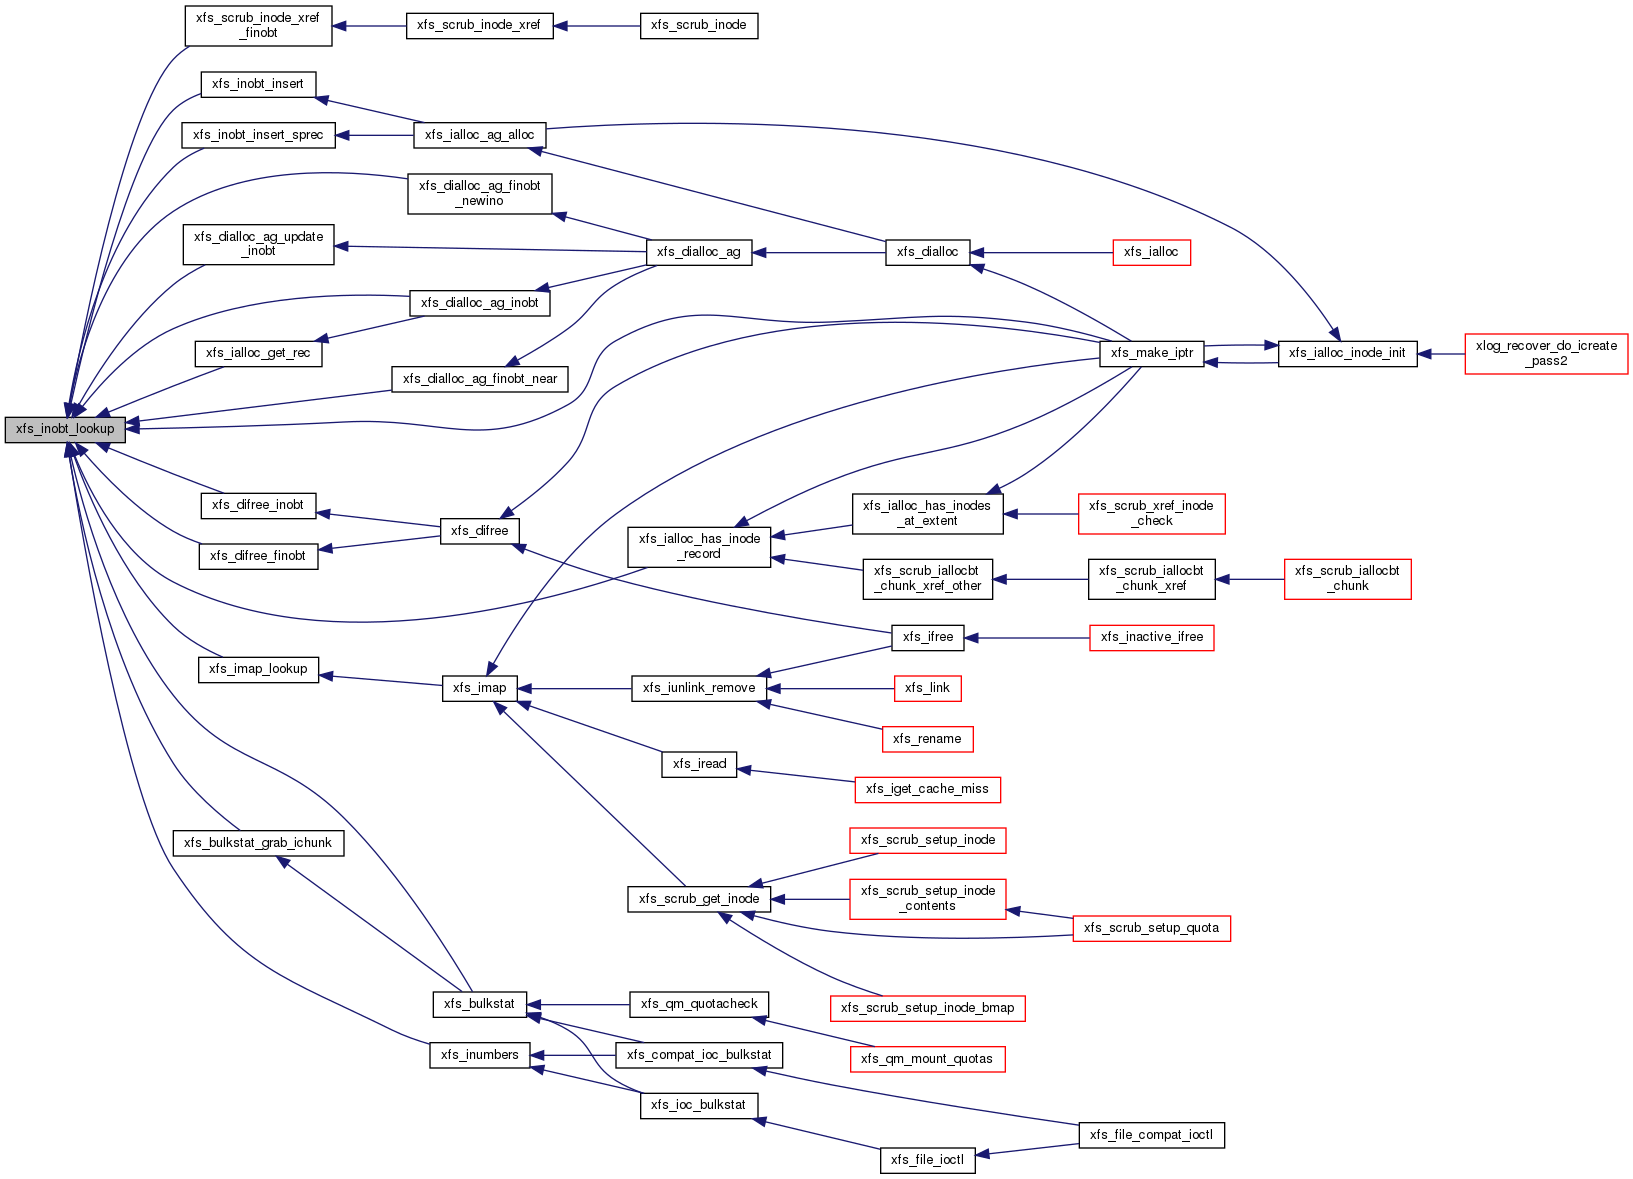 xfs_scrub_inode_xref
_finobt
xfs_scrub_inode_xref
xfs_scrub_inode
xfs_inobt_insert
xfs_inobt_insert_sprec
xfs_ialloc_ag_alloc
xfs_dialloc_ag_finobt
_newino
xfs_dialloc_ag_update
_inobt
xfs_dialloc_ag
xfs_dialloc
xfs_ialloc
xfs_dialloc_ag_inobt
xfs_ialloc_get_rec
xfs_make_iptr
xfs_ialloc_inode_init
xlog_recover_do_icreate
_pass2
xfs_dialloc_ag_finobt_near
xfs_inobt_lookup
xfs_difree_inobt
xfs_difree
xfs_difree_finobt
xfs_ialloc_has_inode
_record
xfs_ialloc_has_inodes
_at_extent
xfs_scrub_xref_inode
_check
xfs_scrub_iallocbt
_chunk_xref_other
xfs_scrub_iallocbt
_chunk_xref
xfs_scrub_iallocbt
_chunk
xfs_ifree
xfs_inactive_ifree
xfs_imap_lookup
xfs_imap
xfs_iunlink_remove
xfs_link
xfs_rename
xfs_iread
xfs_iget_cache_miss
xfs_bulkstat_grab_ichunk
xfs_scrub_setup_inode
xfs_scrub_get_inode
xfs_scrub_setup_inode
_contents
xfs_scrub_setup_quota
xfs_scrub_setup_inode_bmap
xfs_bulkstat
xfs_qm_quotacheck
xfs_inumbers
xfs_compat_ioc_bulkstat
xfs_qm_mount_quotas
xfs_ioc_bulkstat
xfs_file_compat_ioctl
xfs_file_ioctl